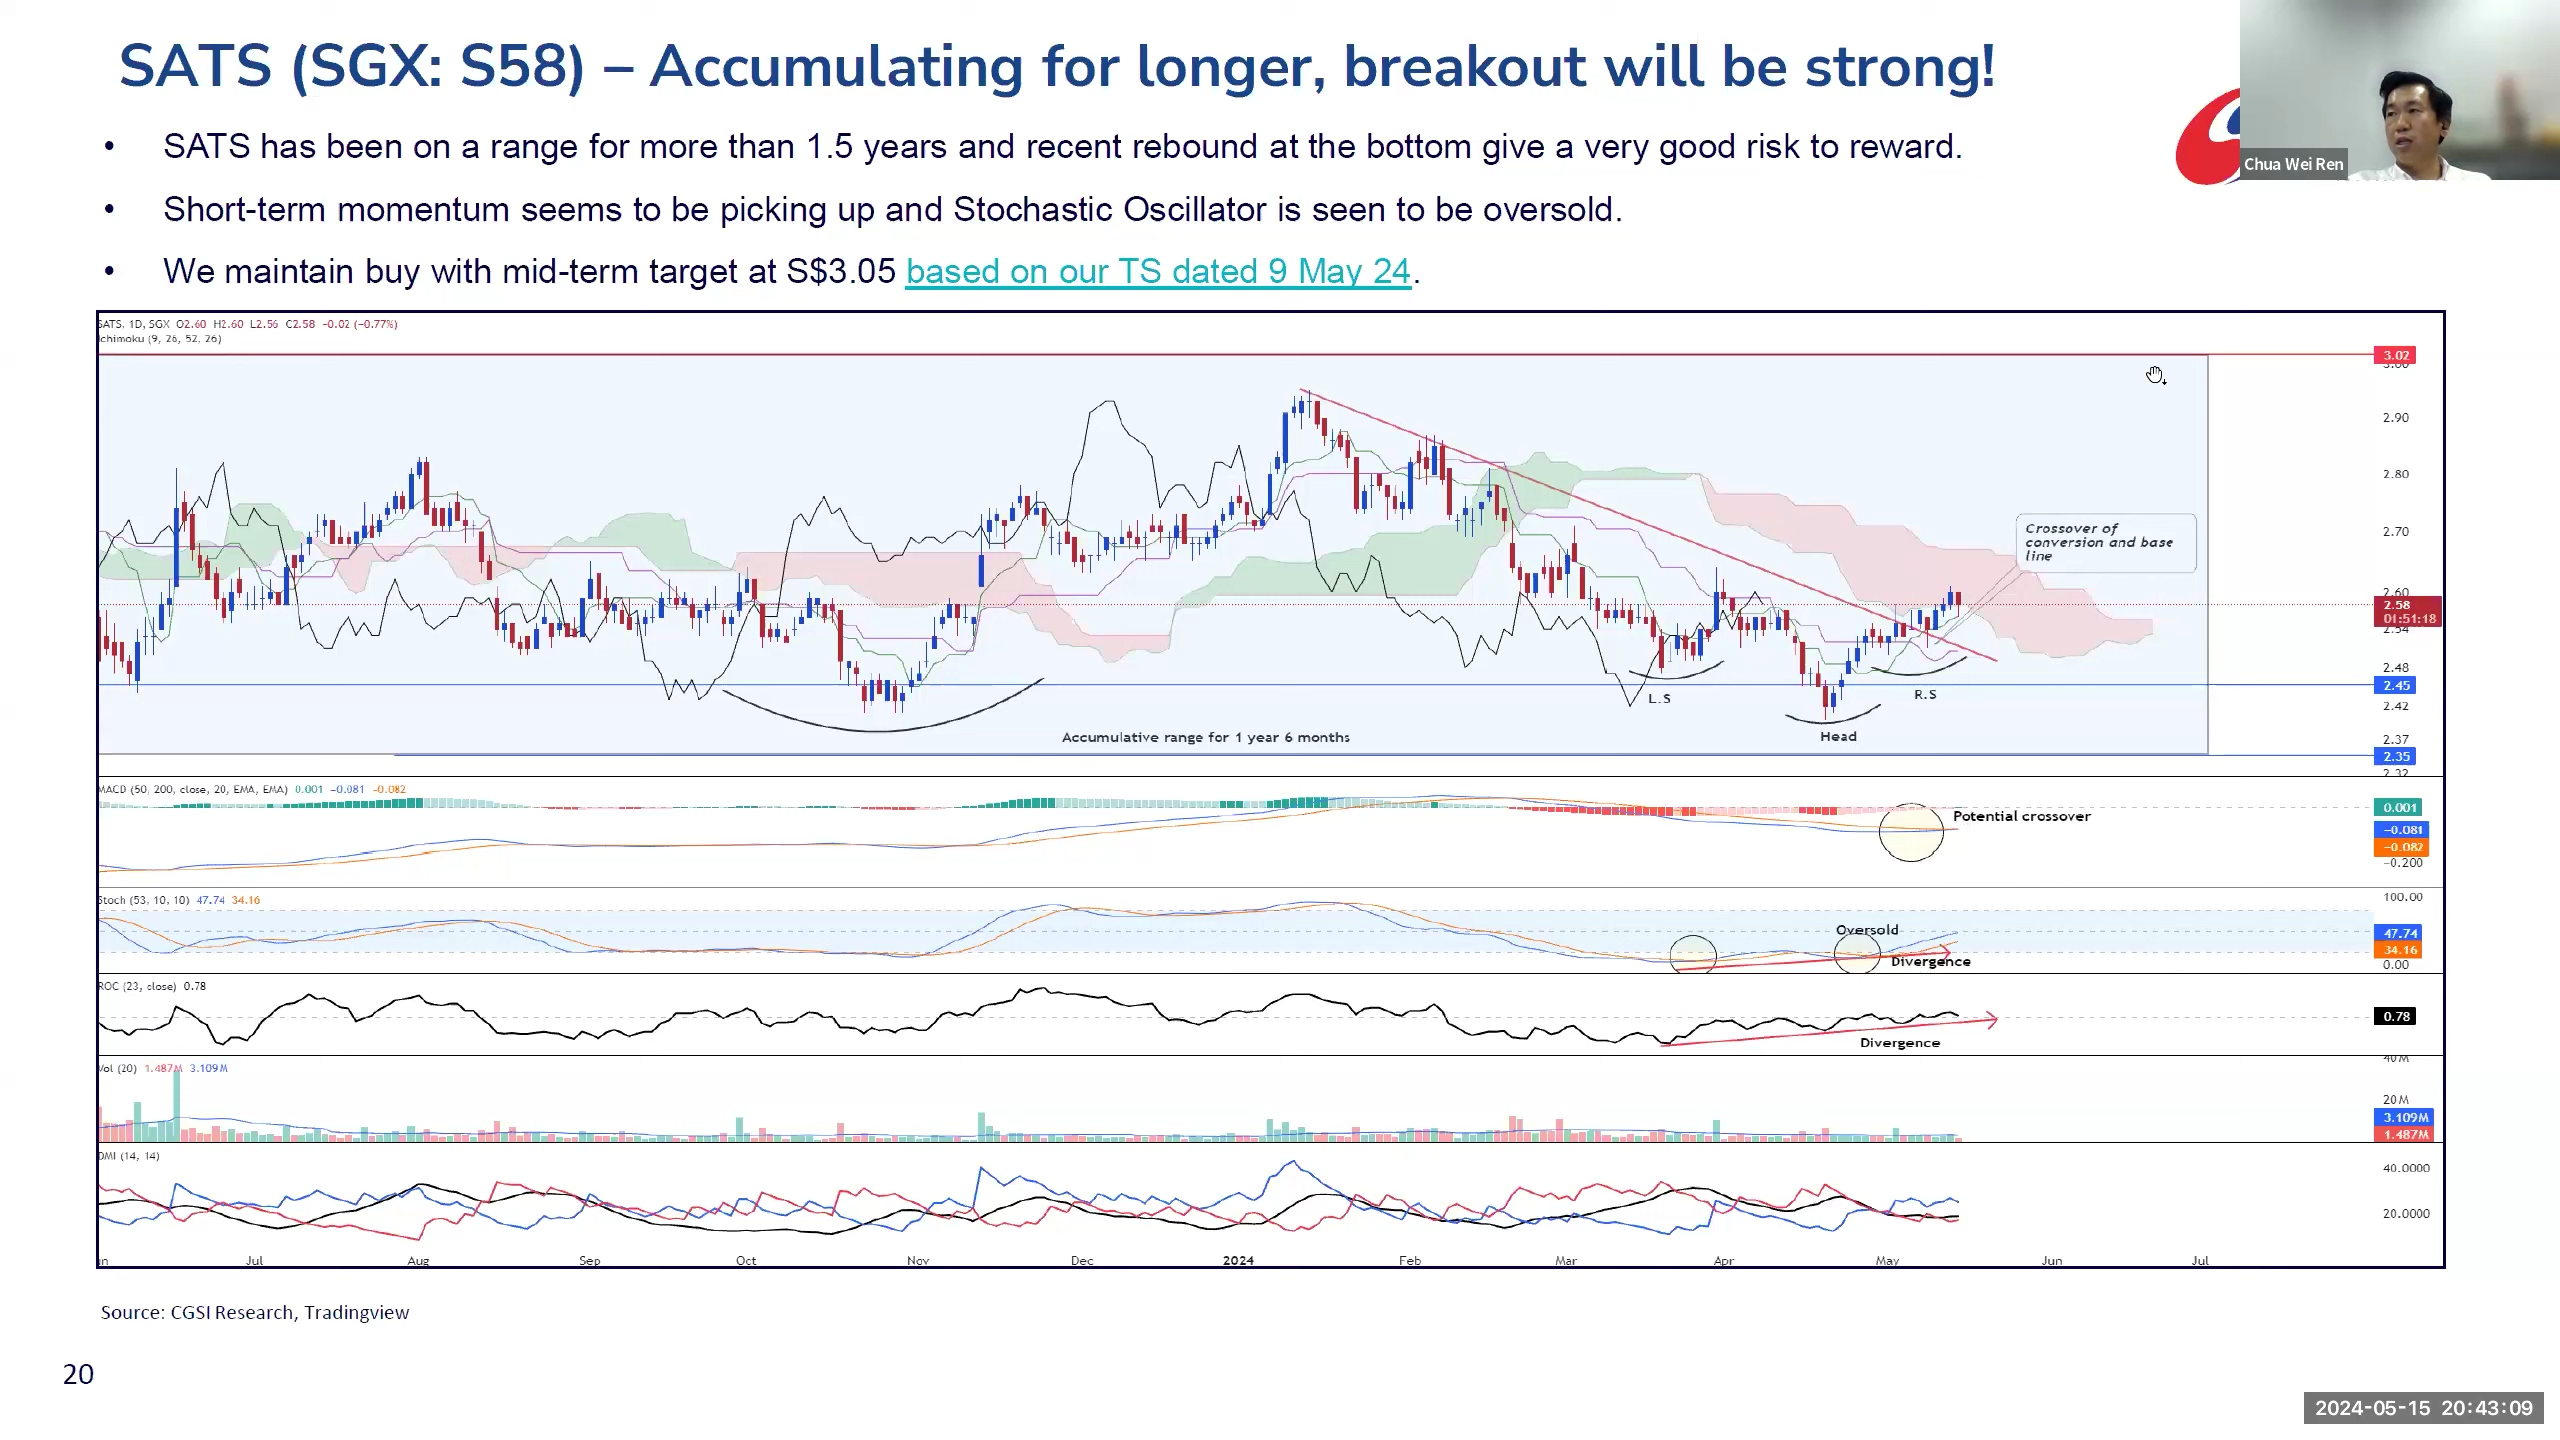 SATS (SGX: S58) – Accumulating for longer, breakout will be strong!
Chua Wei Ren
• SATS has been on a range for more than 1.5 years and recent rebound at the bottom give a very good risk to reward.
• Short-term momentum seems to be picking up and Stochastic Oscillator is seen to be oversold.
• We maintain buy with mid-term target at S$3.05 based on our TS dated 9 May 24.
SATS, 1D, SGX O2.60 H2.60 L2.56 C2.58 -0.02 (-0.77%)
Ichimoku (9, 26, 52, 26)
3.02
3.00
2.90
2.80
2.70
Crossover of
conversion and base
line
2.60
2.58
01:51:18
2.54
2.48
2.45
2.42
2.37
2.35
2.32
L.S
R.S
Head
Accumulative range for 1 year 6 months
MACD (50, 200, close, 20, EMA, EMA) 0.001 -0.081 -0.082
Potential crossover
0.001
-0.081
-0.082
-0.200
Stoch (53, 10, 10) 47.74 34.16
Oversold
Divergence
100.00
47.74
34.16
0.00
ROC (23, close) 0.78
Divergence
0.78
Vol (20) 1.487M 3.109M
40M
20M
3.109M
1.487M
DMI (14, 14)
40.0000
20.0000
Jul Aug Sep Oct Nov Dec 2024 Feb Mar Apr May Jun Jul
Source: CGSI Research, Tradingview
20
2024-05-15 20:43:09